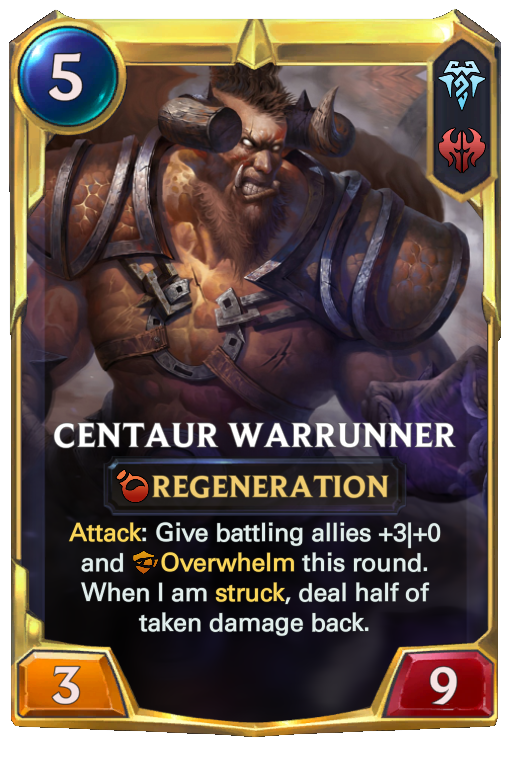 5
CENTAUR WARRUNNER
REGENERATION
Attack: Give battling allies +3|+0
and Overwhelm this round.
When I am struck, deal half of
taken damage back.
3
9